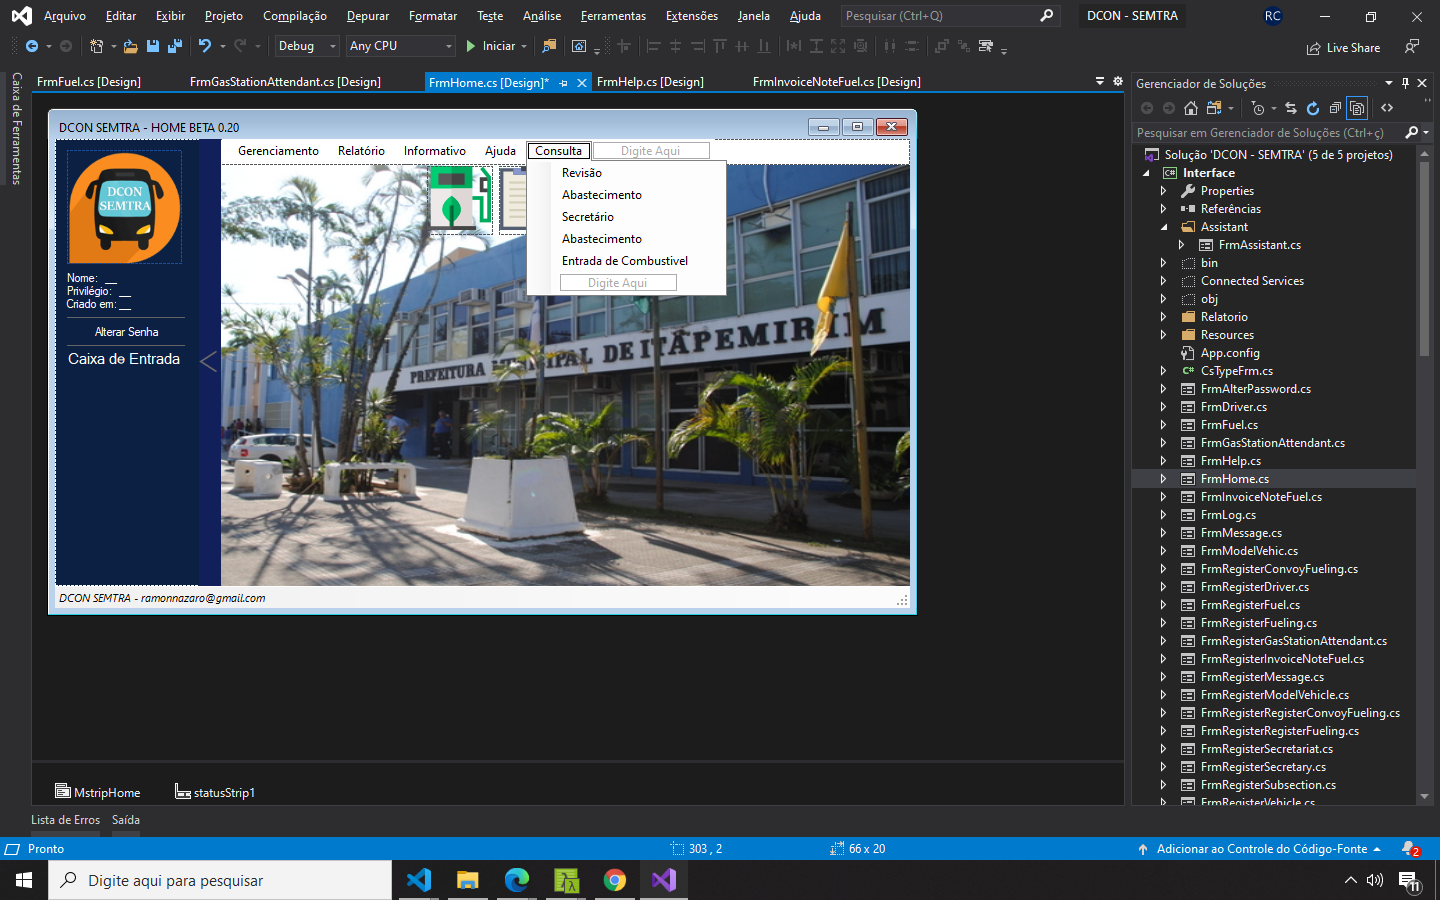 Arquivo Editar Exibir Projeto Compilação Depurar Formatar Teste Análise Ferramentas Extensões Janela Ajuda Pesquisar (Ctrl+Q) DCON - SEMTRA RC
Debug Any CPU Iniciar Live Share
Caixa de Ferramentas
FrmFuel.cs [Design] FrmGasStationAttendant.cs [Design] FrmHome.cs [Design]* FrmHelp.cs [Design] FrmInvoiceNoteFuel.cs [Design]
DCON SEMTRA - HOME BETA 0.20
Gerenciamento Relatório Informativo Ajuda Consulta Digite Aqui
Revisão
Abastecimento
Secretário
Abastecimento
Entrada de Combustivel
Digite Aqui
DCON
SEMTRA
Nome: __
Privilégio: __
Criado em: __
Alterar Senha
Caixa de Entrada
PREFEITURA MUNICIPAL DE ITAPEMIRIM
DCON SEMTRA - ramonnazaro@gmail.com
MstripHome statusStrip1
Gerenciador de Soluções
Pesquisar em Gerenciador de Soluções (Ctrl+ç)
Solução 'DCON - SEMTRA' (5 de 5 projetos)
Interface
Properties
Referências
Assistant
FrmAssistant.cs
bin
Connected Services
obj
Relatorio
Resources
App.config
CsTypeFrm.cs
FrmAlterPassword.cs
FrmDriver.cs
FrmFuel.cs
FrmGasStationAttendant.cs
FrmHelp.cs
FrmHome.cs
FrmInvoiceNoteFuel.cs
FrmLog.cs
FrmMessage.cs
FrmModelVehic.cs
FrmRegisterConvoyFueling.cs
FrmRegisterDriver.cs
FrmRegisterFuel.cs
FrmRegisterFueling.cs
FrmRegisterGasStationAttendant.cs
FrmRegisterInvoiceNoteFuel.cs
FrmRegisterMessage.cs
FrmRegisterModelVehicle.cs
FrmRegisterRegisterConvoyFueling.cs
FrmRegisterRegisterFueling.cs
FrmRegisterSecretariat.cs
FrmRegisterSecretary.cs
FrmRegisterSubsection.cs
FrmRegisterVehicle.cs
Lista de Erros Saída
Pronto 303 , 2 66 x 20 Adicionar ao Controle do Código-Fonte 2
Digite aqui para pesquisar 11